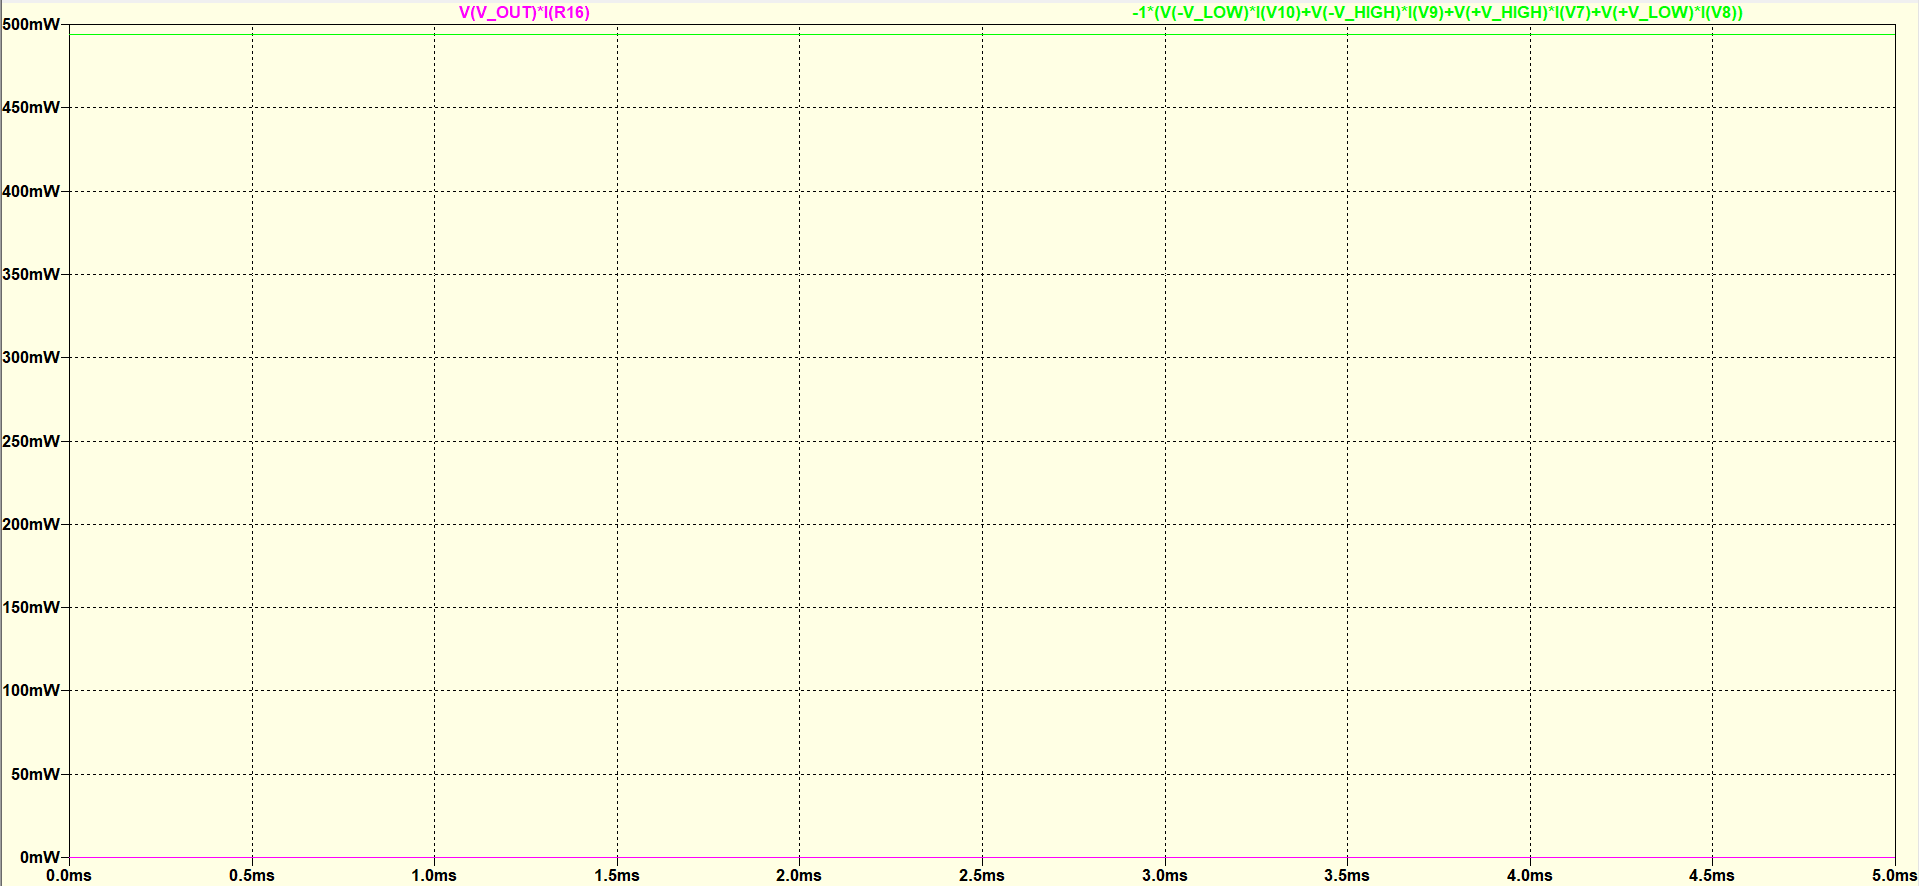 V(V_OUT)*I(R16) -1*(V(-V_LOW)*I(V10)+V(-V_HIGH)*I(V9)+V(+V_HIGH)*I(V7)+V(+V_LOW)*I(V8))
500mW
450mW
400mW
350mW
300mW
250mW
200mW
150mW
100mW
50mW
0mW
0.0ms 0.5ms 1.0ms 1.5ms 2.0ms 2.5ms 3.0ms 3.5ms 4.0ms 4.5ms 5.0ms